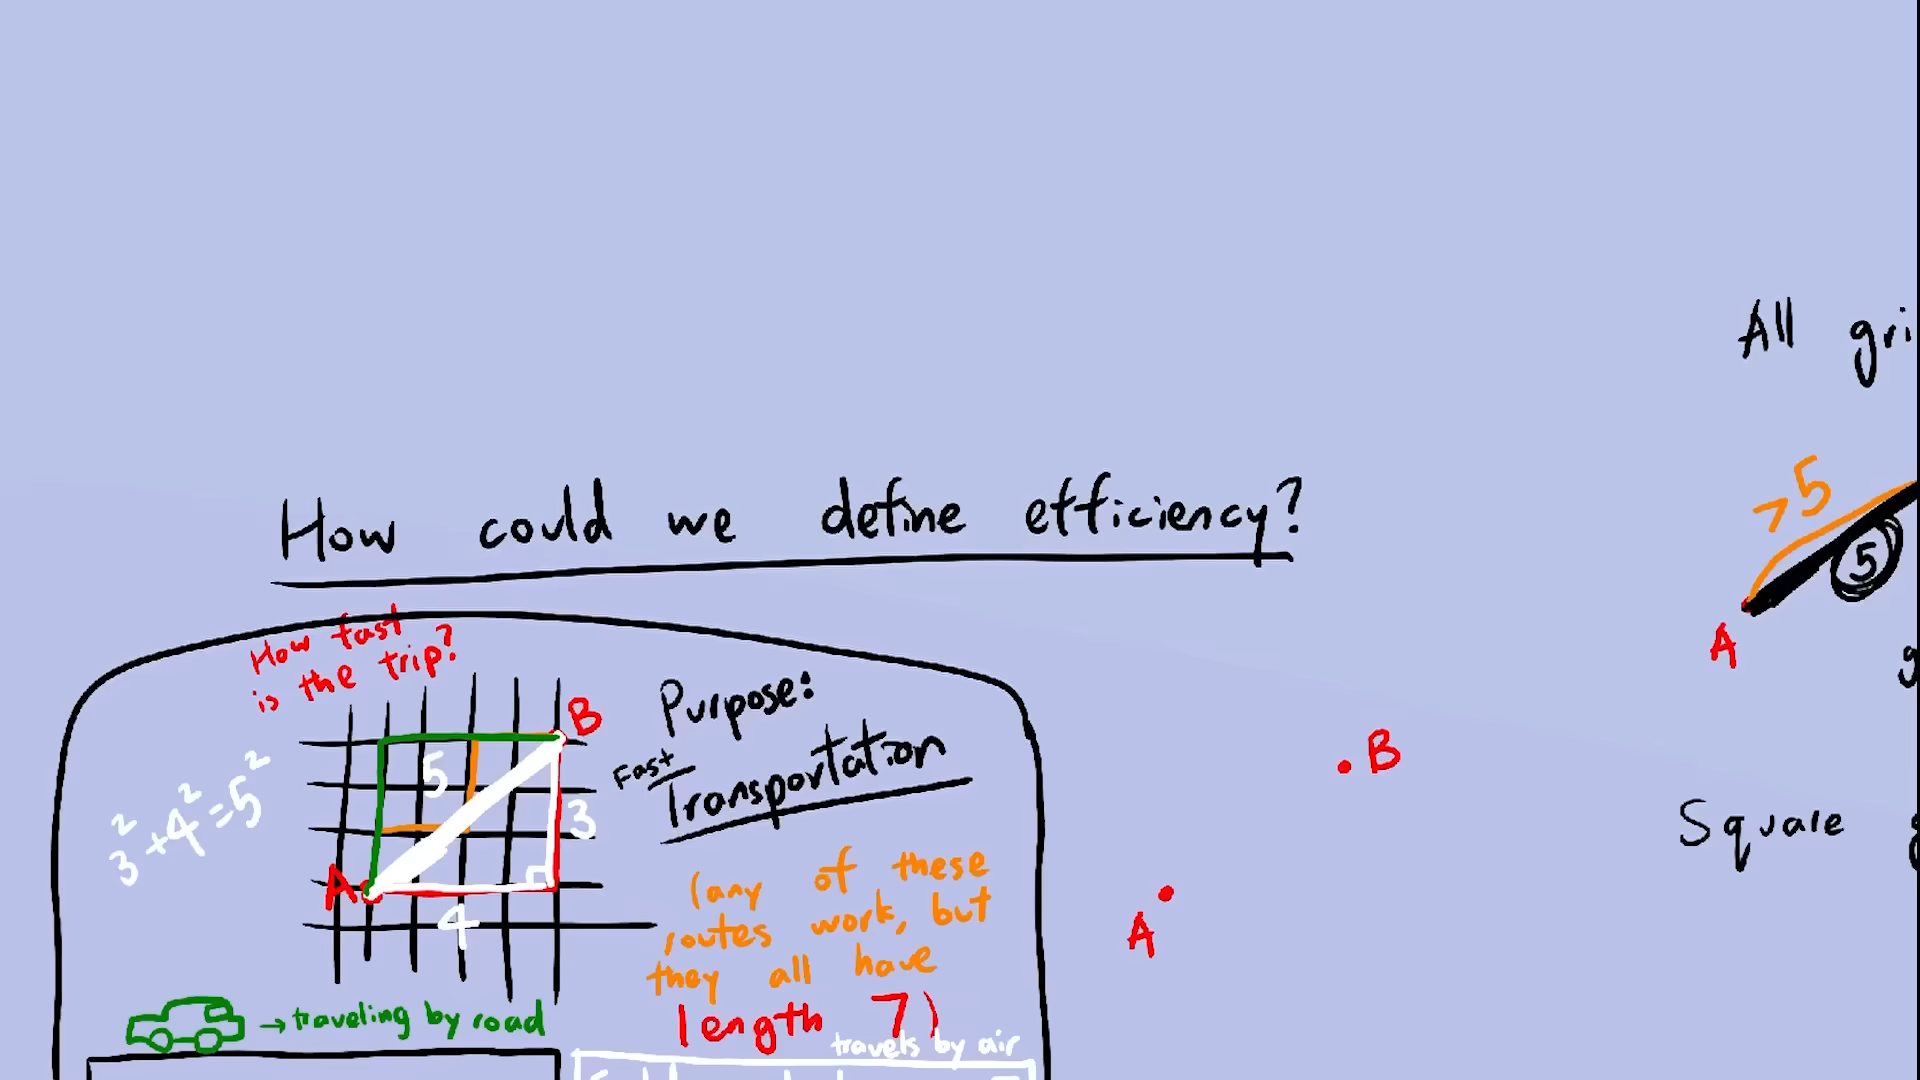 How could we define efficiency?
How fast
is the trip?
Purpose:
Fast
Transportation
B
5
3
3²+4²=5²
A
4
(any of these
routes work, but
they all have
length 7)
→ traveling by road
travels by air
B
A
All
>5
5
A
Square